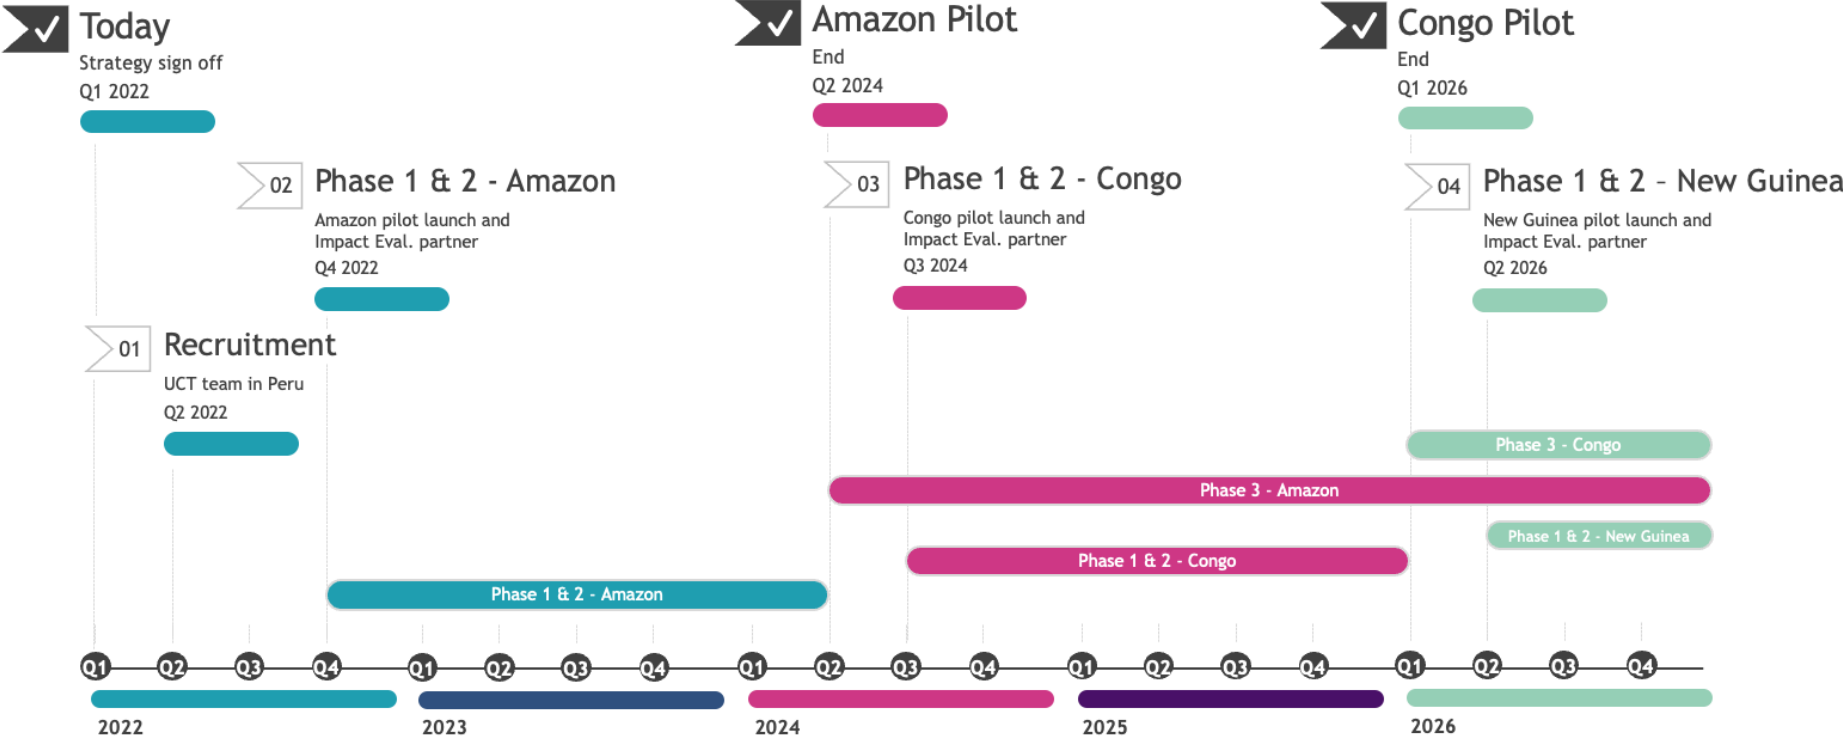 Today
Strategy sign off
Q1 2022
Amazon Pilot
End
Q2 2024
Congo Pilot
End
Q1 2026
02
Phase 1 & 2 - Amazon
Amazon pilot launch and
Impact Eval. partner
Q4 2022
03
Phase 1 & 2 - Congo
Congo pilot launch and
Impact Eval. partner
Q3 2024
04
Phase 1 & 2 – New Guinea
New Guinea pilot launch and
Impact Eval. partner
Q2 2026
01
Recruitment
UCT team in Peru
Q2 2022
Phase 3 - Congo
Phase 3 - Amazon
Phase 1 & 2 - New Guinea
Phase 1 & 2 - Congo
Phase 1 & 2 - Amazon
Q1 Q2 Q3 Q4 Q1 Q2 Q3 Q4 Q1 Q2 Q3 Q4 Q1 Q2 Q3 Q4 Q1 Q2 Q3 Q4
2022 2023 2024 2025 2026